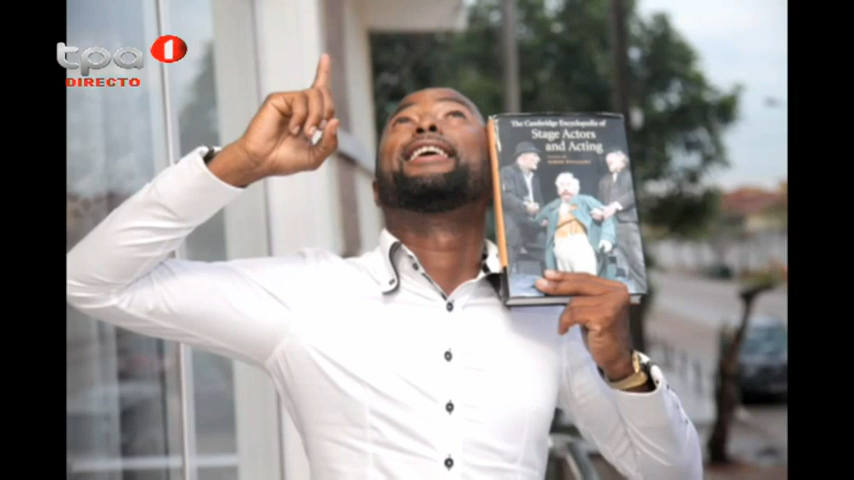 tpa 1
DIRECTO
The Cambridge Encyclopedia of
Stage Actors
and Acting